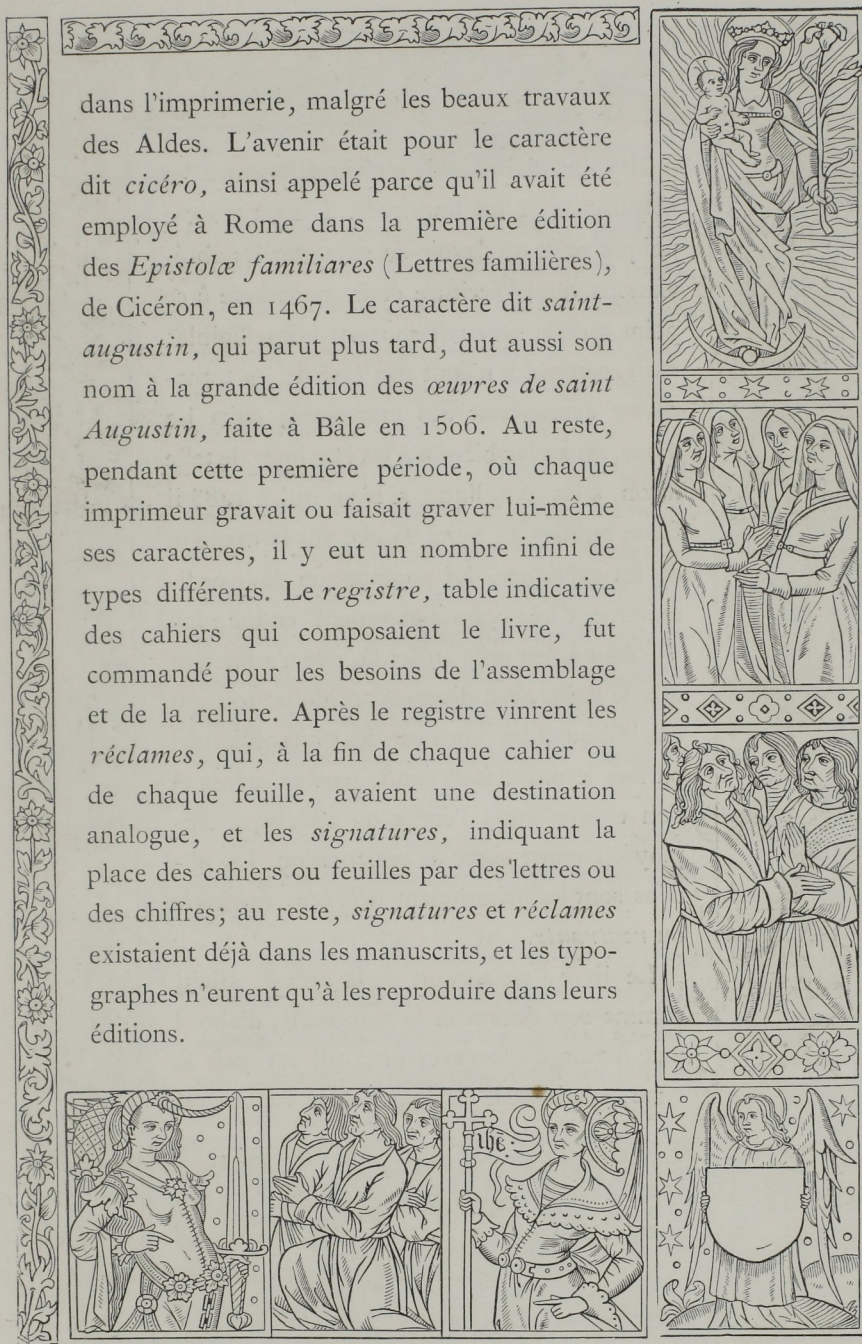 dans l'imprimerie, malgré les beaux travaux
des Aldes. L'avenir était pour le caractère
dit cicéro, ainsi appelé parce qu'il avait été
employé à Rome dans la première édition
des Epistolæ familiares (Lettres familières),
de Cicéron, en 1467. Le caractère dit saint-
augustin, qui parut plus tard, dut aussi son
nom à la grande édition des œuvres de saint
Augustin, faite à Bâle en 1506. Au reste,
pendant cette première période, où chaque
imprimeur gravait ou faisait graver lui-même
ses caractères, il y eut un nombre infini de
types différents. Le registre, table indicative
des cahiers qui composaient le livre, fut
commandé pour les besoins de l'assemblage
et de la reliure. Après le registre vinrent les
réclames, qui, à la fin de chaque cahier ou
de chaque feuille, avaient une destination
analogue, et les signatures, indiquant la
place des cahiers ou feuilles par des lettres ou
des chiffres; au reste, signatures et réclames
existaient déjà dans les manuscrits, et les typo-
graphes n'eurent qu'à les reproduire dans leurs
éditions.
ihs